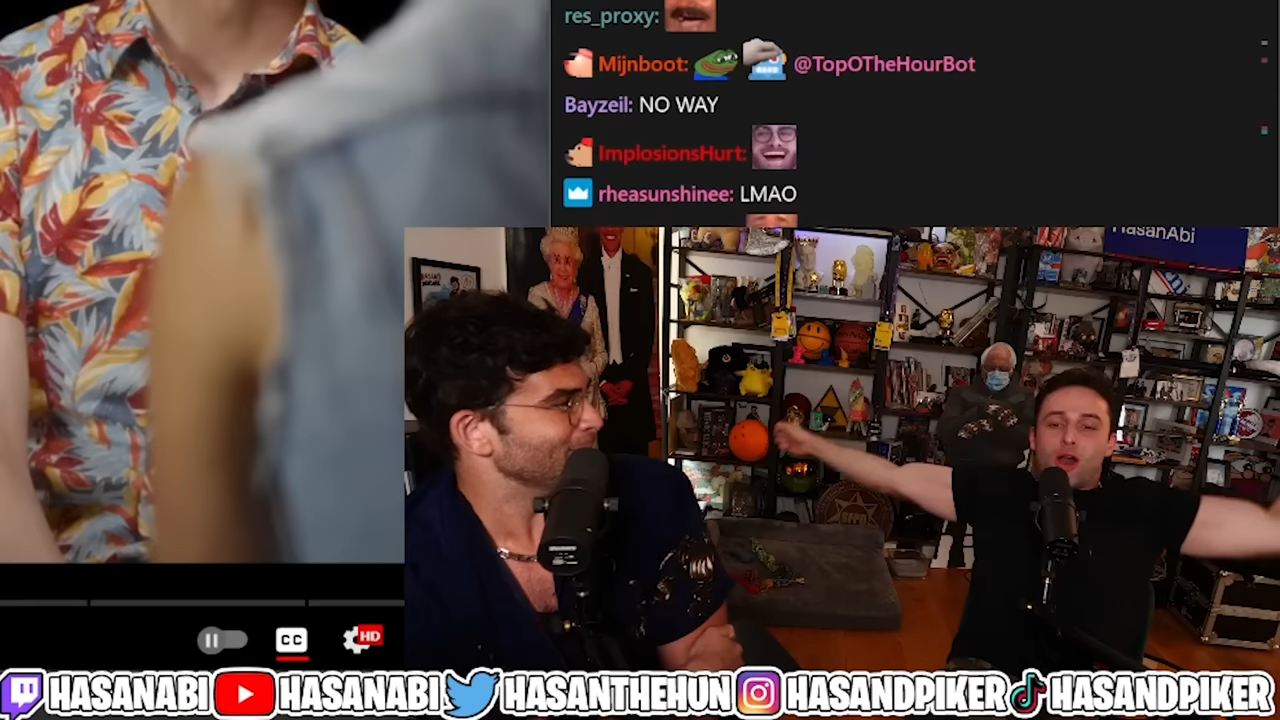 res_proxy:
Mijnboot: @TopOTheHourBot
Bayzeil: NO WAY
ImplosionsHurt:
rheasunshinee: LMAO
HasanAbi
CC
HD
HASANABI HASANABI HASANTHEHUN HASANDPIKER HASANDPIKER